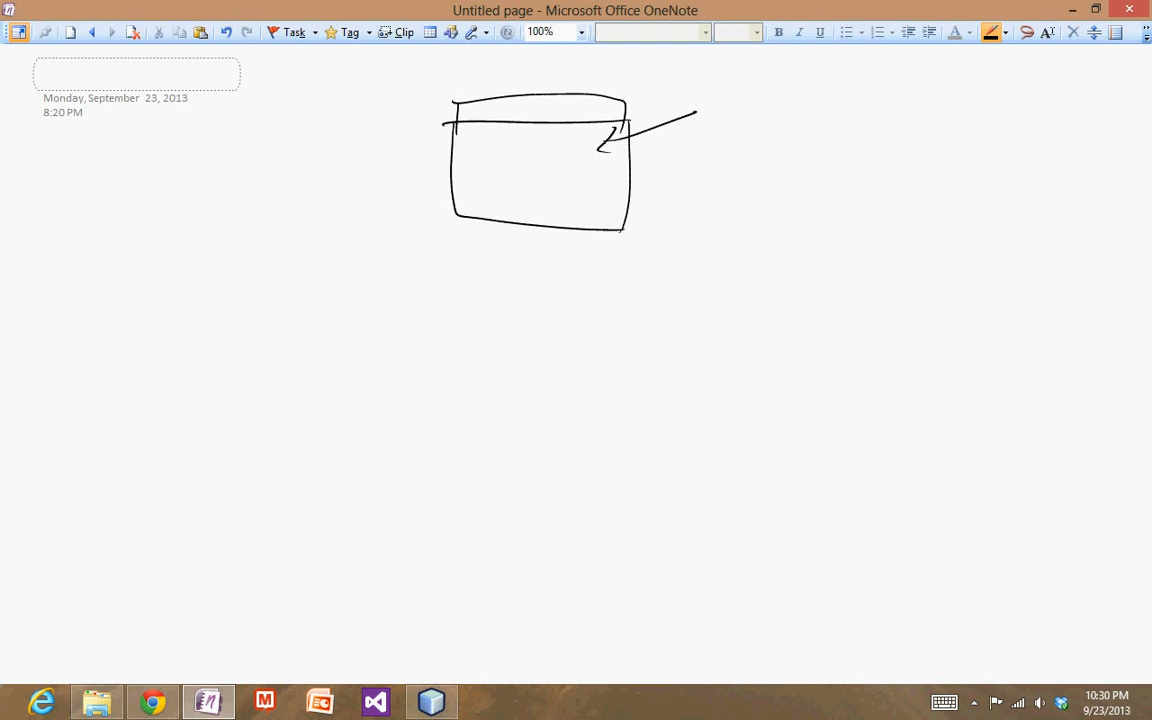 Untitled page - Microsoft Office OneNote
Task Tag Clip 100% B I U A
Monday, September 23, 2013
8:20 PM
10:30 PM
9/23/2013